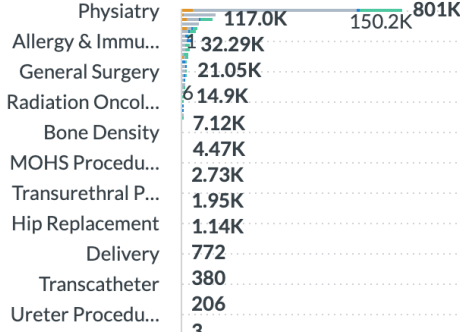 Physiatry 801K
117.0K 150.2K
Allergy & Immu... 1 32.29K
General Surgery 21.05K
Radiation Oncol... 6 14.9K
Bone Density 7.12K
4.47K
MOHS Procedu... 2.73K
Transurethral P... 1.95K
Hip Replacement 1.14K
Delivery 772
Transcatheter 380
Ureter Procedu... 206
3